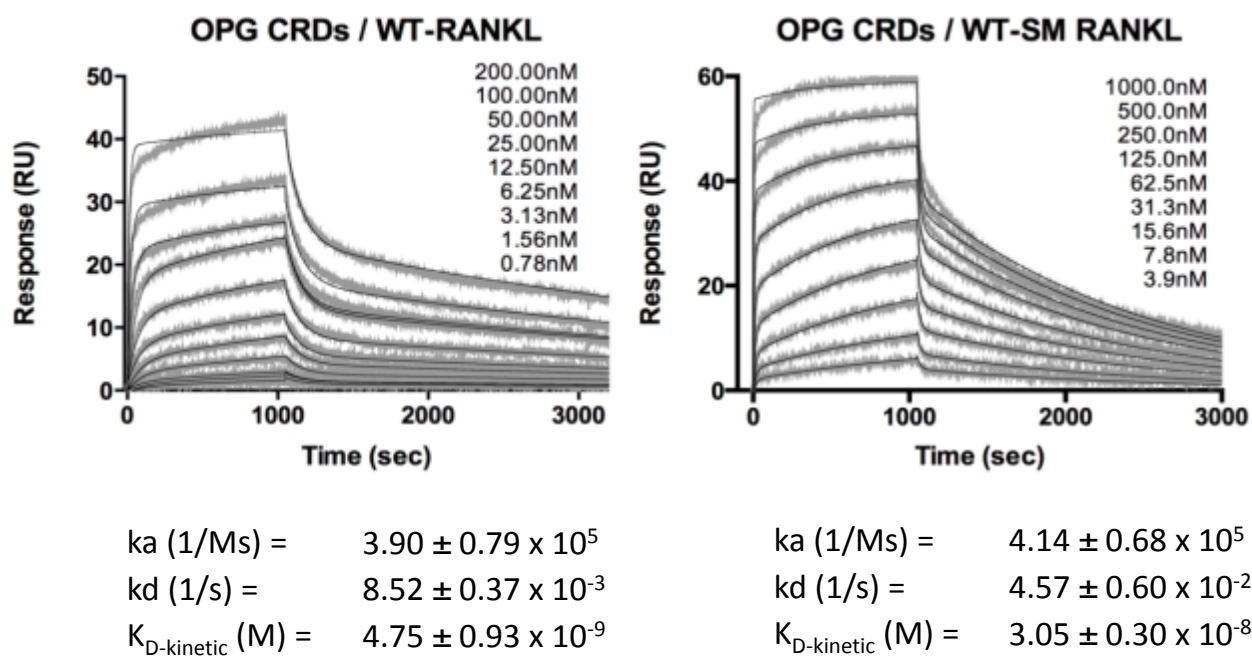 OPG CRDs / WT-RANKL
Response (RU)
50
40
30
20
10
0
200.00nM
100.00nM
50.00nM
25.00nM
12.50nM
6.25nM
3.13nM
1.56nM
0.78nM
0 1000 2000 3000
Time (sec)
ka (1/Ms) = 3.90 ± 0.79 x 10⁵
kd (1/s) = 8.52 ± 0.37 x 10⁻³
K_D-kinetic (M) = 4.75 ± 0.93 x 10⁻⁹
OPG CRDs / WT-SM RANKL
Response (RU)
60
40
20
0
1000.0nM
500.0nM
250.0nM
125.0nM
62.5nM
31.3nM
15.6nM
7.8nM
3.9nM
0 1000 2000 3000
Time (sec)
ka (1/Ms) = 4.14 ± 0.68 x 10⁵
kd (1/s) = 4.57 ± 0.60 x 10⁻²
K_D-kinetic (M) = 3.05 ± 0.30 x 10⁻⁸